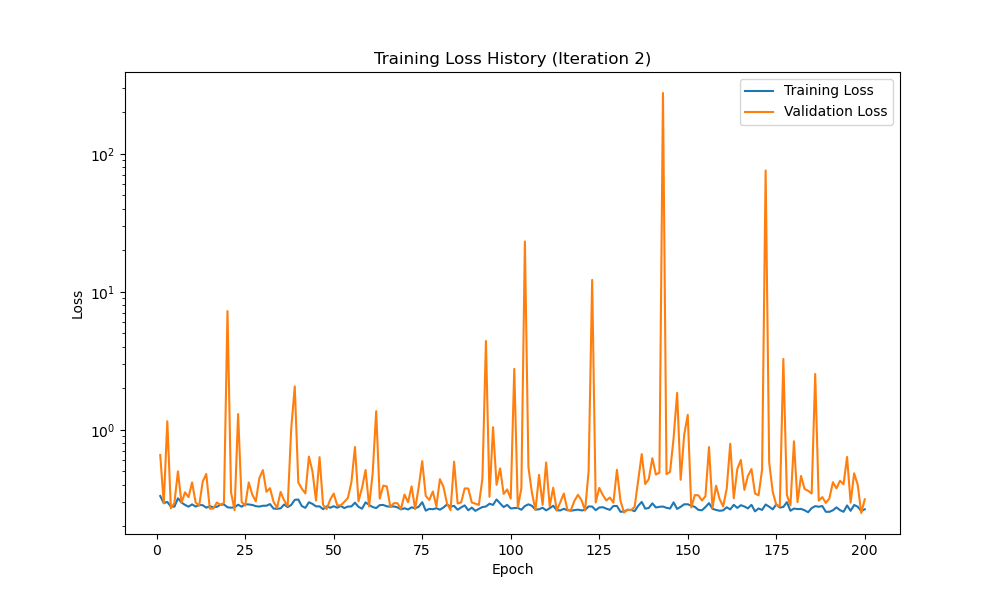 Training Loss History (Iteration 2)
Training Loss
Validation Loss
10²
10¹
10⁰
Loss
0 25 50 75 100 125 150 175 200
Epoch